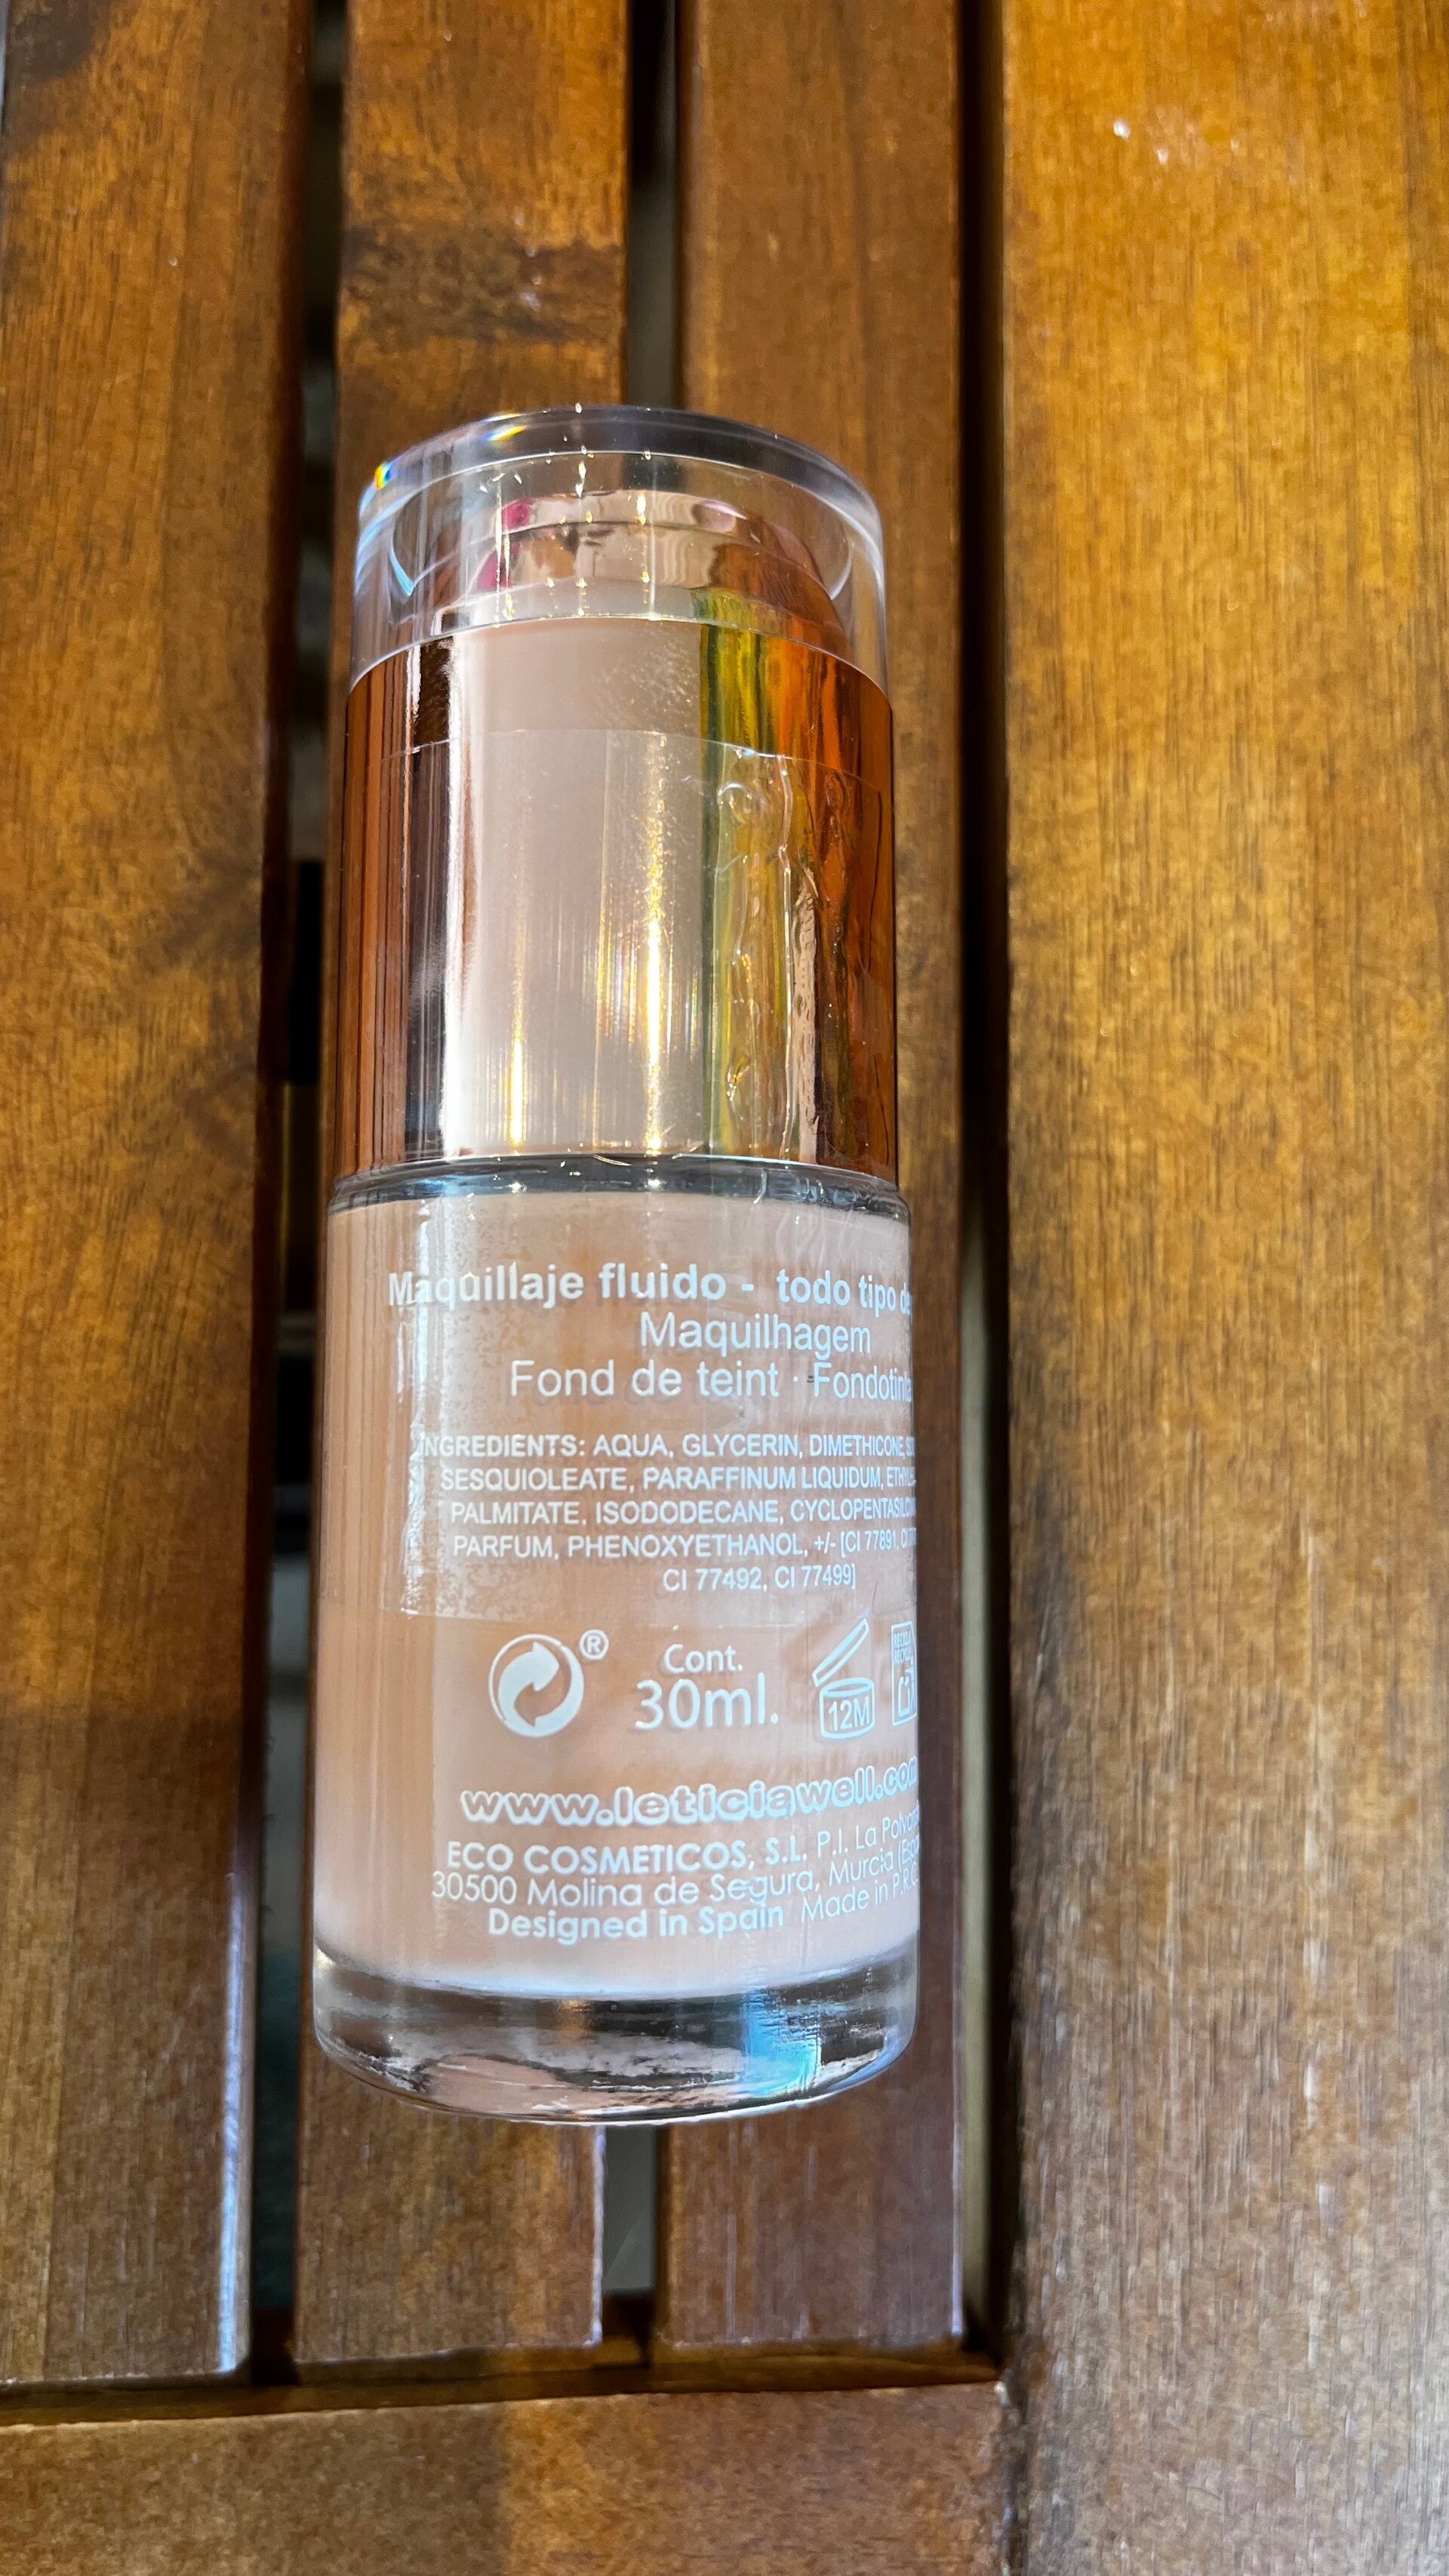 Maquillaje fluido - todo tipo de
Maquilhagem
Fond de teint · Fondotinta
INGREDIENTS: AQUA, GLYCERIN, DIMETHICONE,
SESQUIOLEATE, PARAFFINUM LIQUIDUM,
PALMITATE, ISODODECANE,
PARFUM, PHENOXYETHANOL, +/- [CI 77891,
CI 77492, CI 77499]
®
Cont.
30ml.
12M
RECICLA
RECYCLE
www.leticiawell.com
ECO COSMETICOS, S.L. P.I. La
30500 Molina de Segura, Murcia
Designed in Spain Made in P.R.C.